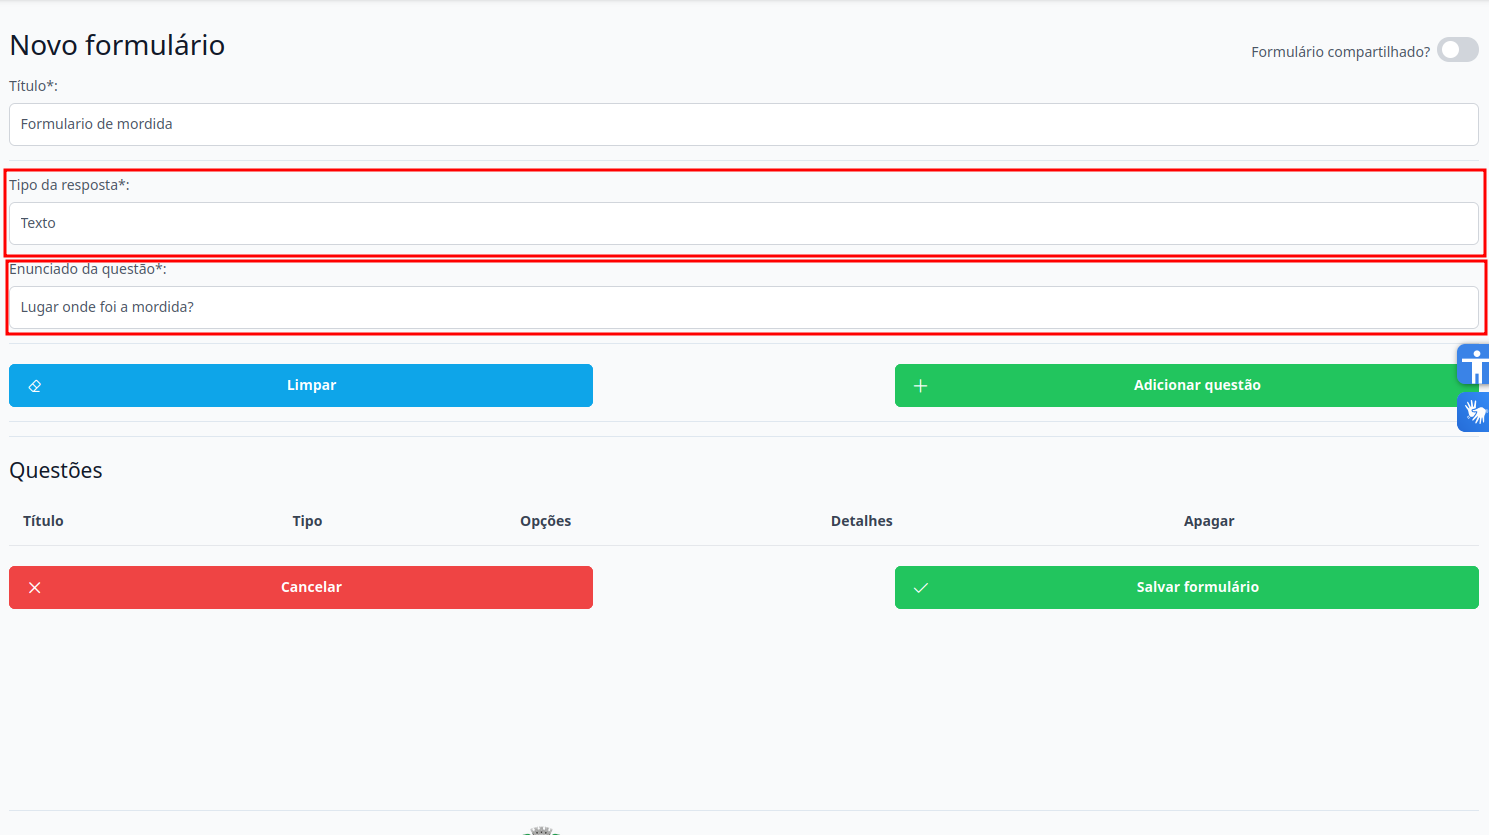 Novo formulário
Formulário compartilhado?
Título*:
Formulario de mordida
Tipo da resposta*:
Texto
Enunciado da questão*:
Lugar onde foi a mordida?
Limpar
Adicionar questão
Questões
Título Tipo Opções Detalhes Apagar
Cancelar
Salvar formulário